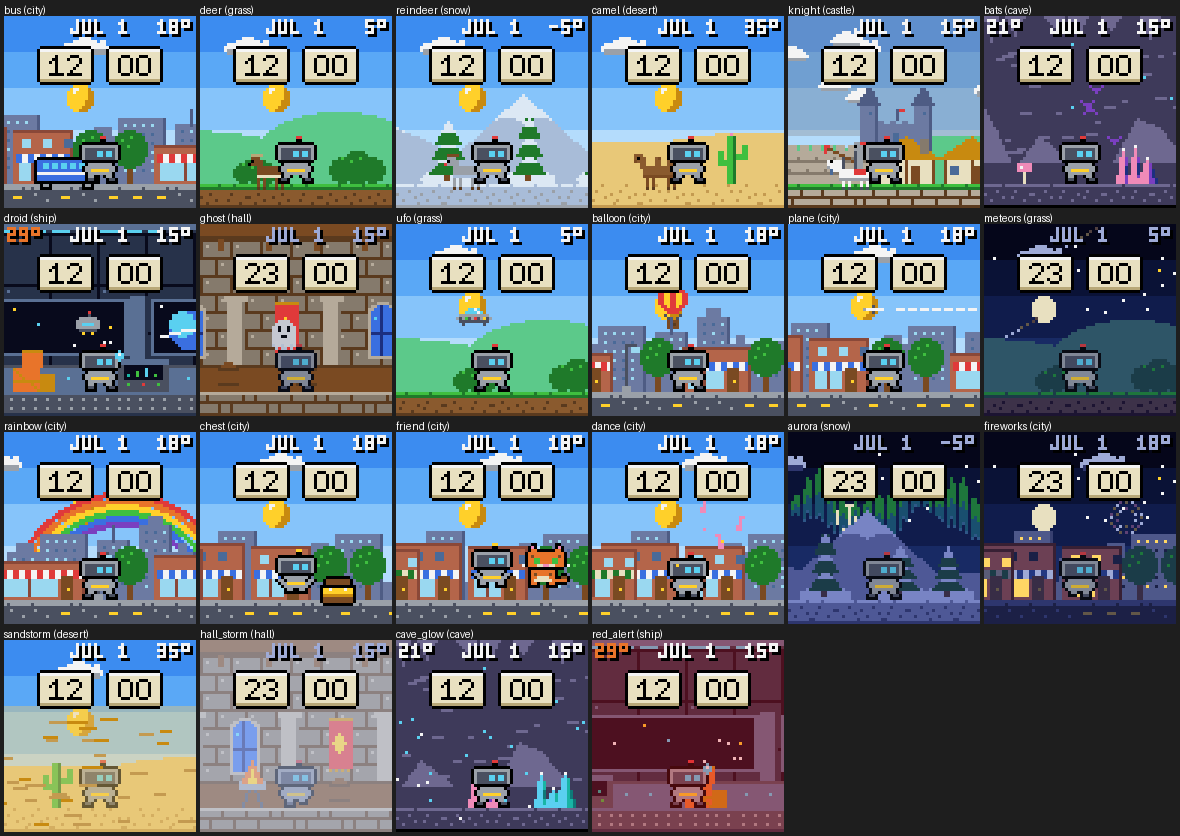 bus (city)
JUL 1 18°
12 00
deer (grass)
JUL 1 5°
12 00
reindeer (snow)
JUL 1 -5°
12 00
camel (desert)
JUL 1 35°
12 00
knight (castle)
JUL 1 15°
12 00
bats (cave)
21° JUL 1 15°
12 00
droid (ship)
29° JUL 1 15°
12 00
ghost (hall)
JUL 1 15°
23 00
ufo (grass)
JUL 1 5°
12 00
balloon (city)
JUL 1 18°
12 00
plane (city)
JUL 1 18°
12 00
meteors (grass)
JUL 1 5°
23 00
rainbow (city)
JUL 1 18°
12 00
chest (city)
JUL 1 18°
12 00
friend (city)
JUL 1 18°
12 00
dance (city)
JUL 1 18°
12 00
aurora (snow)
JUL 1 -5°
23 00
fireworks (city)
JUL 1 18°
23 00
sandstorm (desert)
JUL 1 35°
12 00
hall_storm (hall)
JUL 1 15°
23 00
cave_glow (cave)
21° JUL 1 15°
12 00
red_alert (ship)
29° JUL 1 15°
12 00